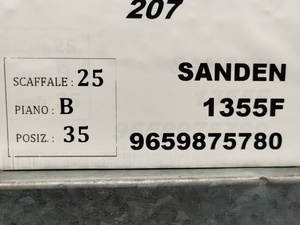 207
SCAFFALE: 25
PIANO: B
POSIZ.: 35
SANDEN
1355F
9659875780